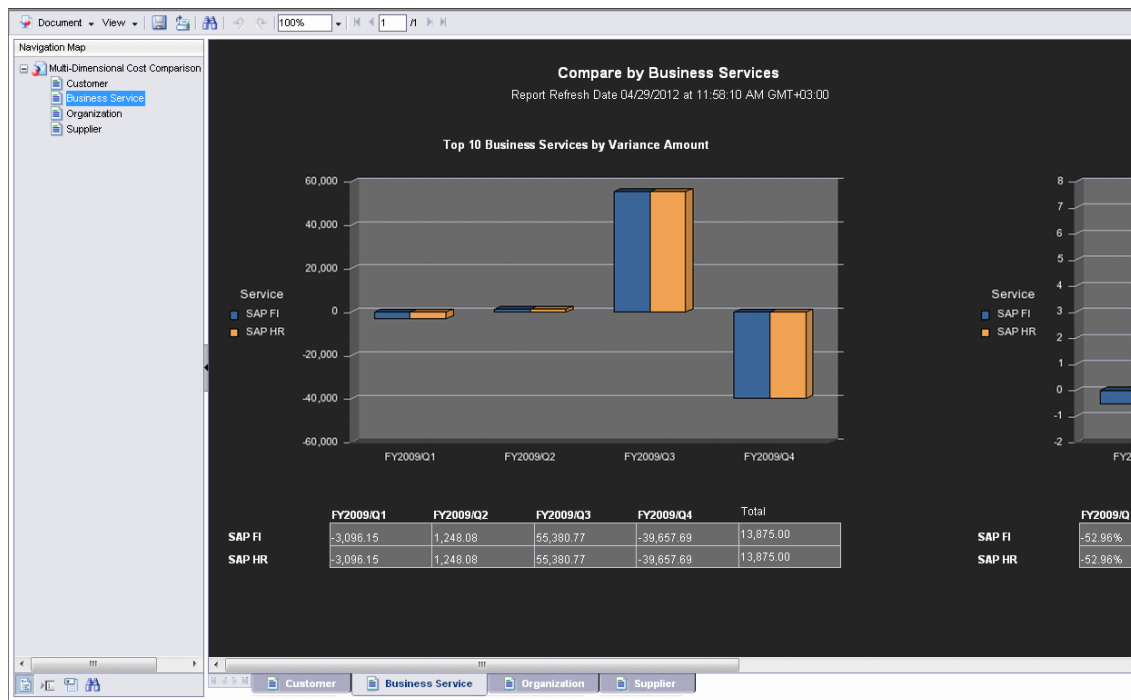 Document View 100% 1 /1
Navigation Map
Multi-Dimensional Cost Comparison
Customer
Business Service
Organization
Supplier
Compare by Business Services
Report Refresh Date 04/29/2012 at 11:58:10 AM GMT+03:00
Top 10 Business Services by Variance Amount
60,000
40,000
20,000
0
-20,000
-40,000
-60,000
Service
SAP FI
SAP HR
FY2009/Q1 FY2009/Q2 FY2009/Q3 FY2009/Q4
8
7
6
5
4
3
2
1
0
-1
-2
Service
SAP FI
SAP HR
FY2
FY2009/Q1 FY2009/Q2 FY2009/Q3 FY2009/Q4 Total
SAP FI -3,096.15 1,248.08 55,380.77 -39,657.69 13,875.00
SAP HR -3,096.15 1,248.08 55,380.77 -39,657.69 13,875.00
FY2009/Q
SAP FI -52.96%
SAP HR -52.96%
Customer Business Service Organization Supplier